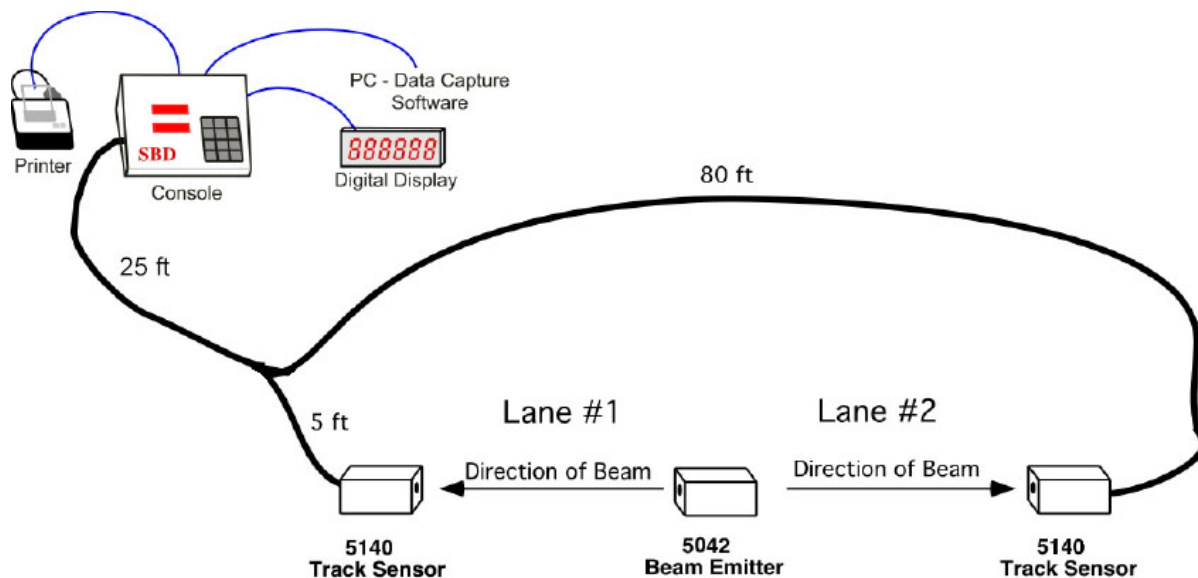 PC - Data Capture
Software
Printer
SBD
Console
888888
Digital Display
80 ft
25 ft
5 ft
Lane #1
Lane #2
Direction of Beam
Direction of Beam
5140
Track Sensor
5042
Beam Emitter
5140
Track Sensor